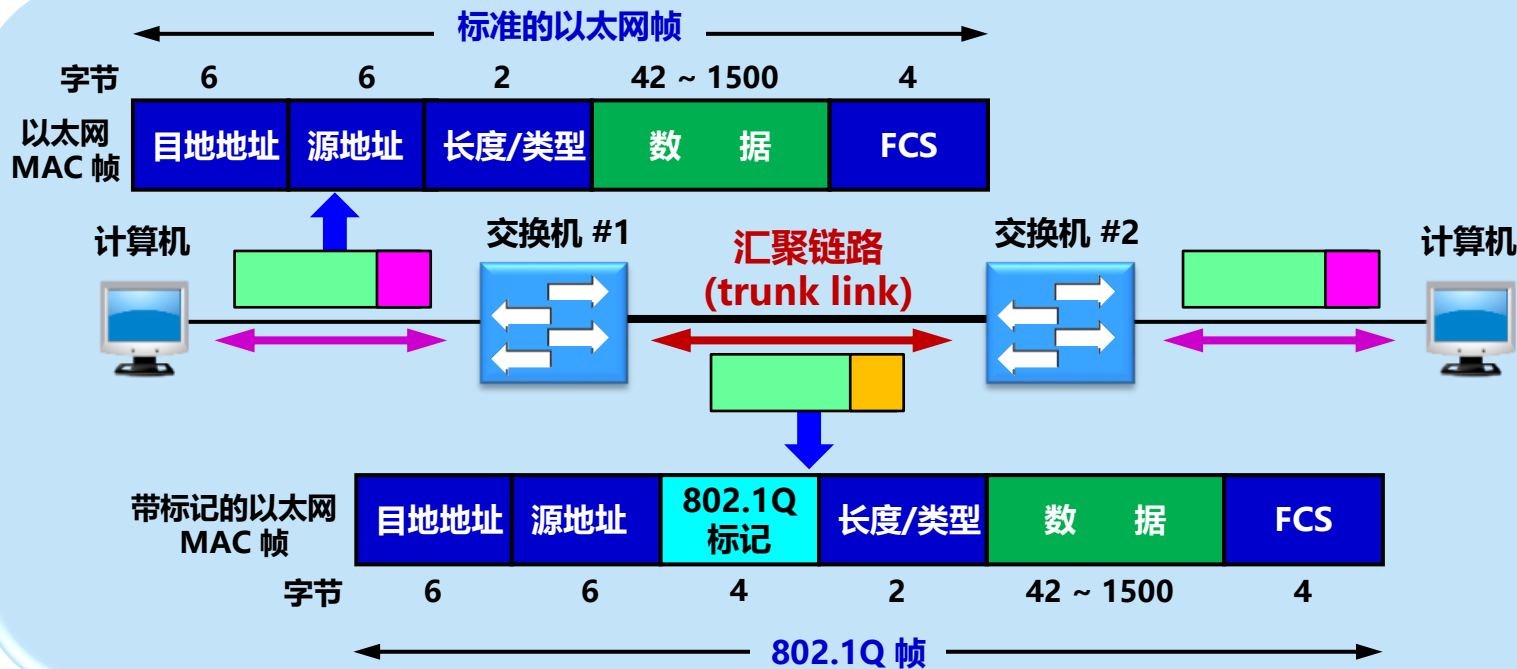 标准的以太网帧
字节 6 6 2 42 ~ 1500 4
以太网
MAC 帧
目地地址 源地址 长度/类型 数 据 FCS
计算机
交换机 #1
汇聚链路
(trunk link)
交换机 #2
计算机
带标记的以太网
MAC 帧
目地地址 源地址 802.1Q
标记
长度/类型 数 据 FCS
字节 6 6 4 2 42 ~ 1500 4
802.1Q 帧